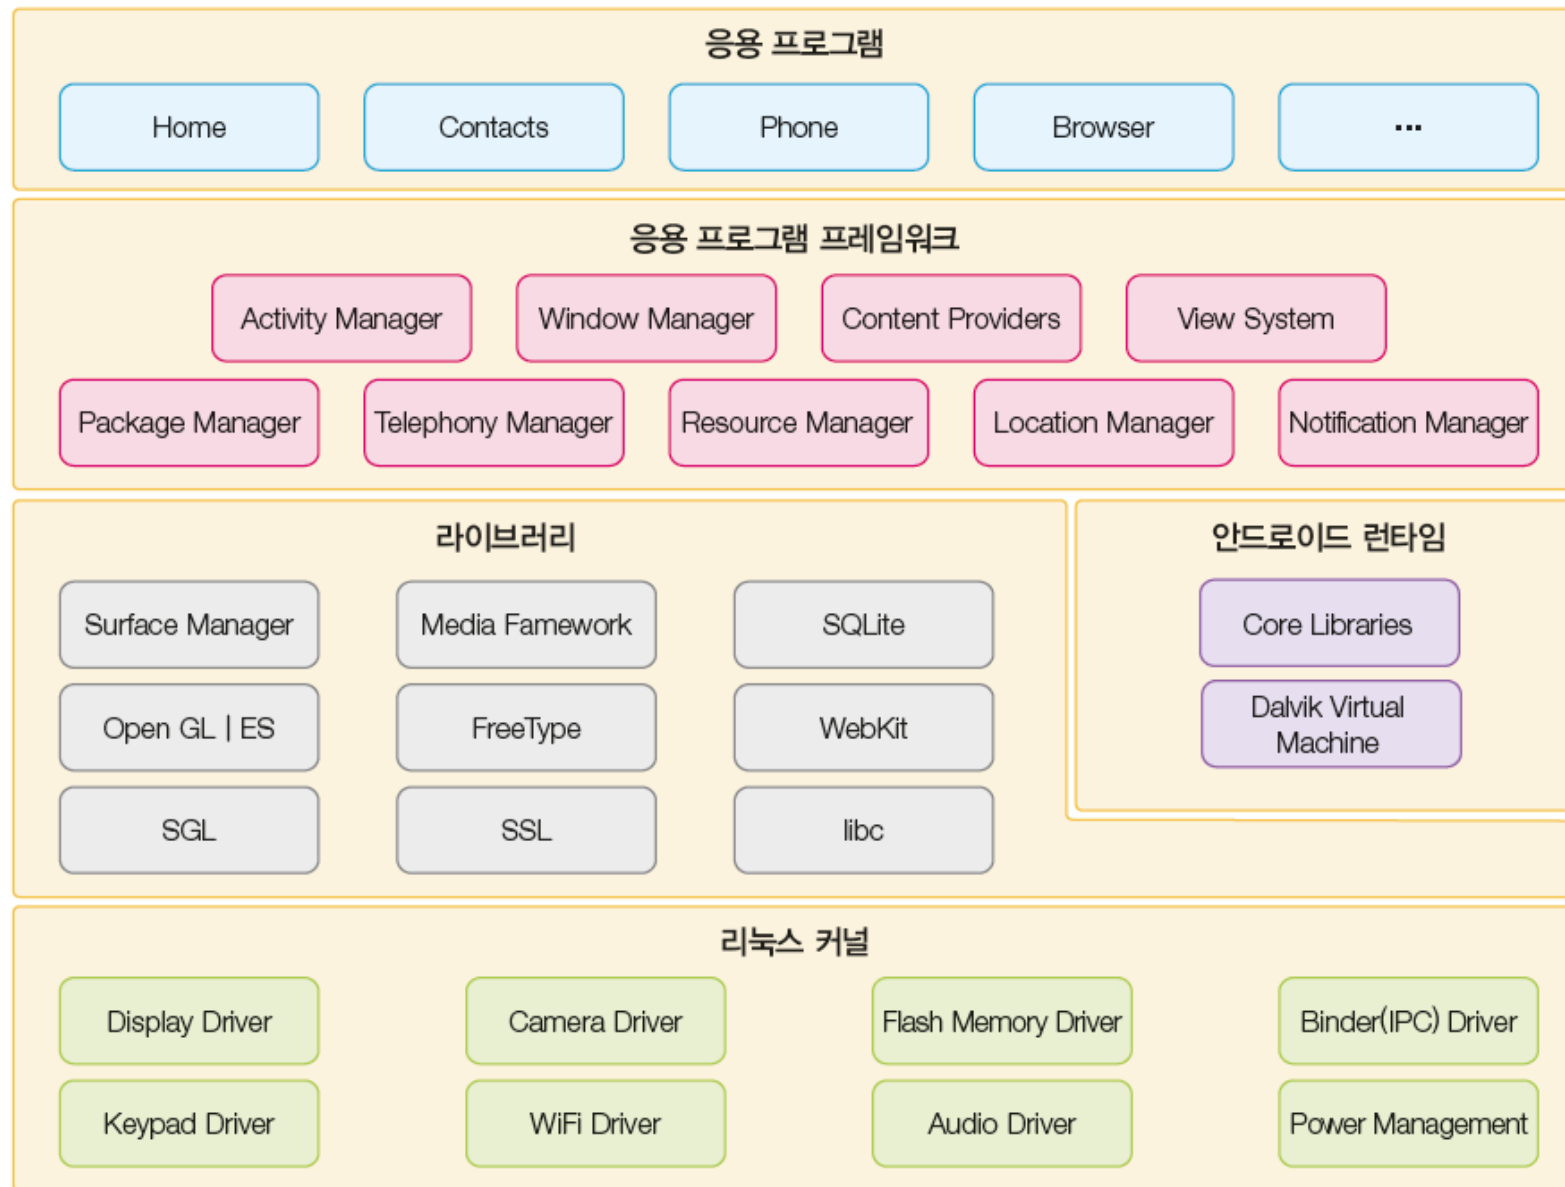 응용 프로그램
Home
Contacts
Phone
Browser
...
응용 프로그램 프레임워크
Activity Manager
Window Manager
Content Providers
View System
Package Manager
Telephony Manager
Resource Manager
Location Manager
Notification Manager
라이브러리
Surface Manager
Media Famework
SQLite
Open GL | ES
FreeType
WebKit
SGL
SSL
libc
안드로이드 런타임
Core Libraries
Dalvik Virtual
Machine
리눅스 커널
Display Driver
Camera Driver
Flash Memory Driver
Binder(IPC) Driver
Keypad Driver
WiFi Driver
Audio Driver
Power Management